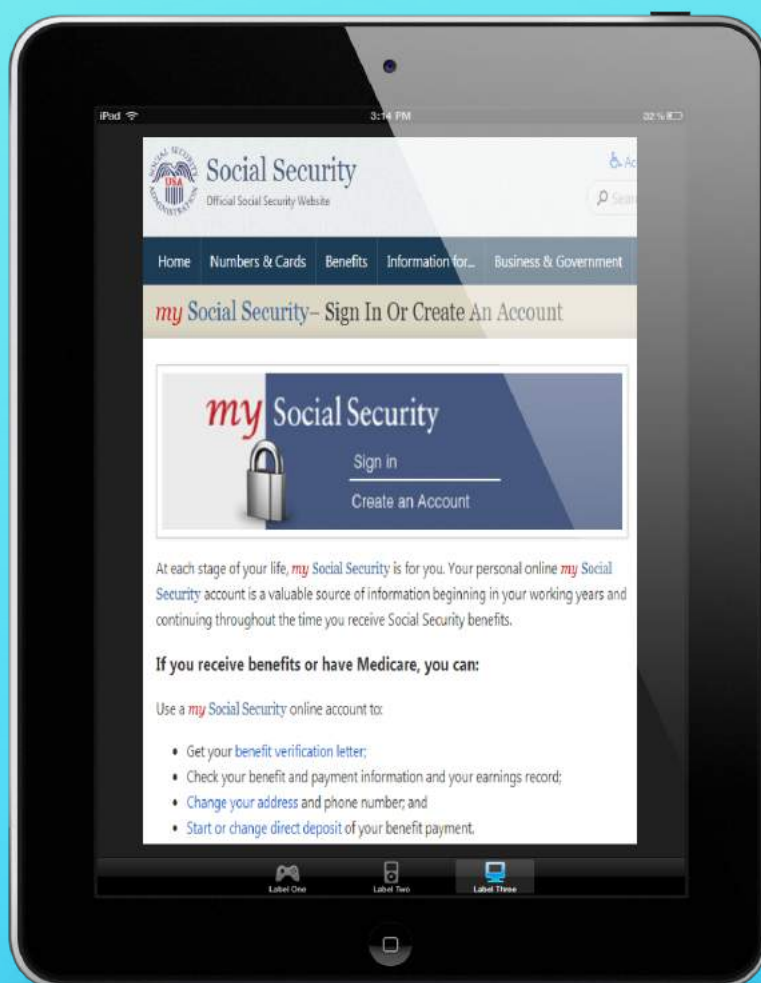 iPad 3:14 PM 32%
SOCIAL SECURITY ADMINISTRATION
USA
Social Security
Official Social Security Website
Home Numbers & Cards Benefits Information for... Business & Government
my Social Security– Sign In Or Create An Account
my Social Security
Sign in
Create an Account
At each stage of your life, my Social Security is for you. Your personal online my Social
Security account is a valuable source of information beginning in your working years and
continuing throughout the time you receive Social Security benefits.
If you receive benefits or have Medicare, you can:
Use a my Social Security online account to:
• Get your benefit verification letter;
• Check your benefit and payment information and your earnings record;
• Change your address and phone number; and
• Start or change direct deposit of your benefit payment.
Label One Label Two Label Three